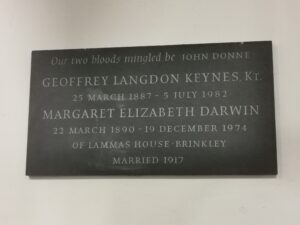 Our two bloods mingled be JOHN DONNE
GEOFFREY LANGDON KEYNES, Kt.
25 MARCH 1887 - 5 JULY 1982
MARGARET ELIZABETH DARWIN
22 MARCH 1890 - 19 DECEMBER 1974
OF LAMMAS HOUSE · BRINKLEY
MARRIED 1917